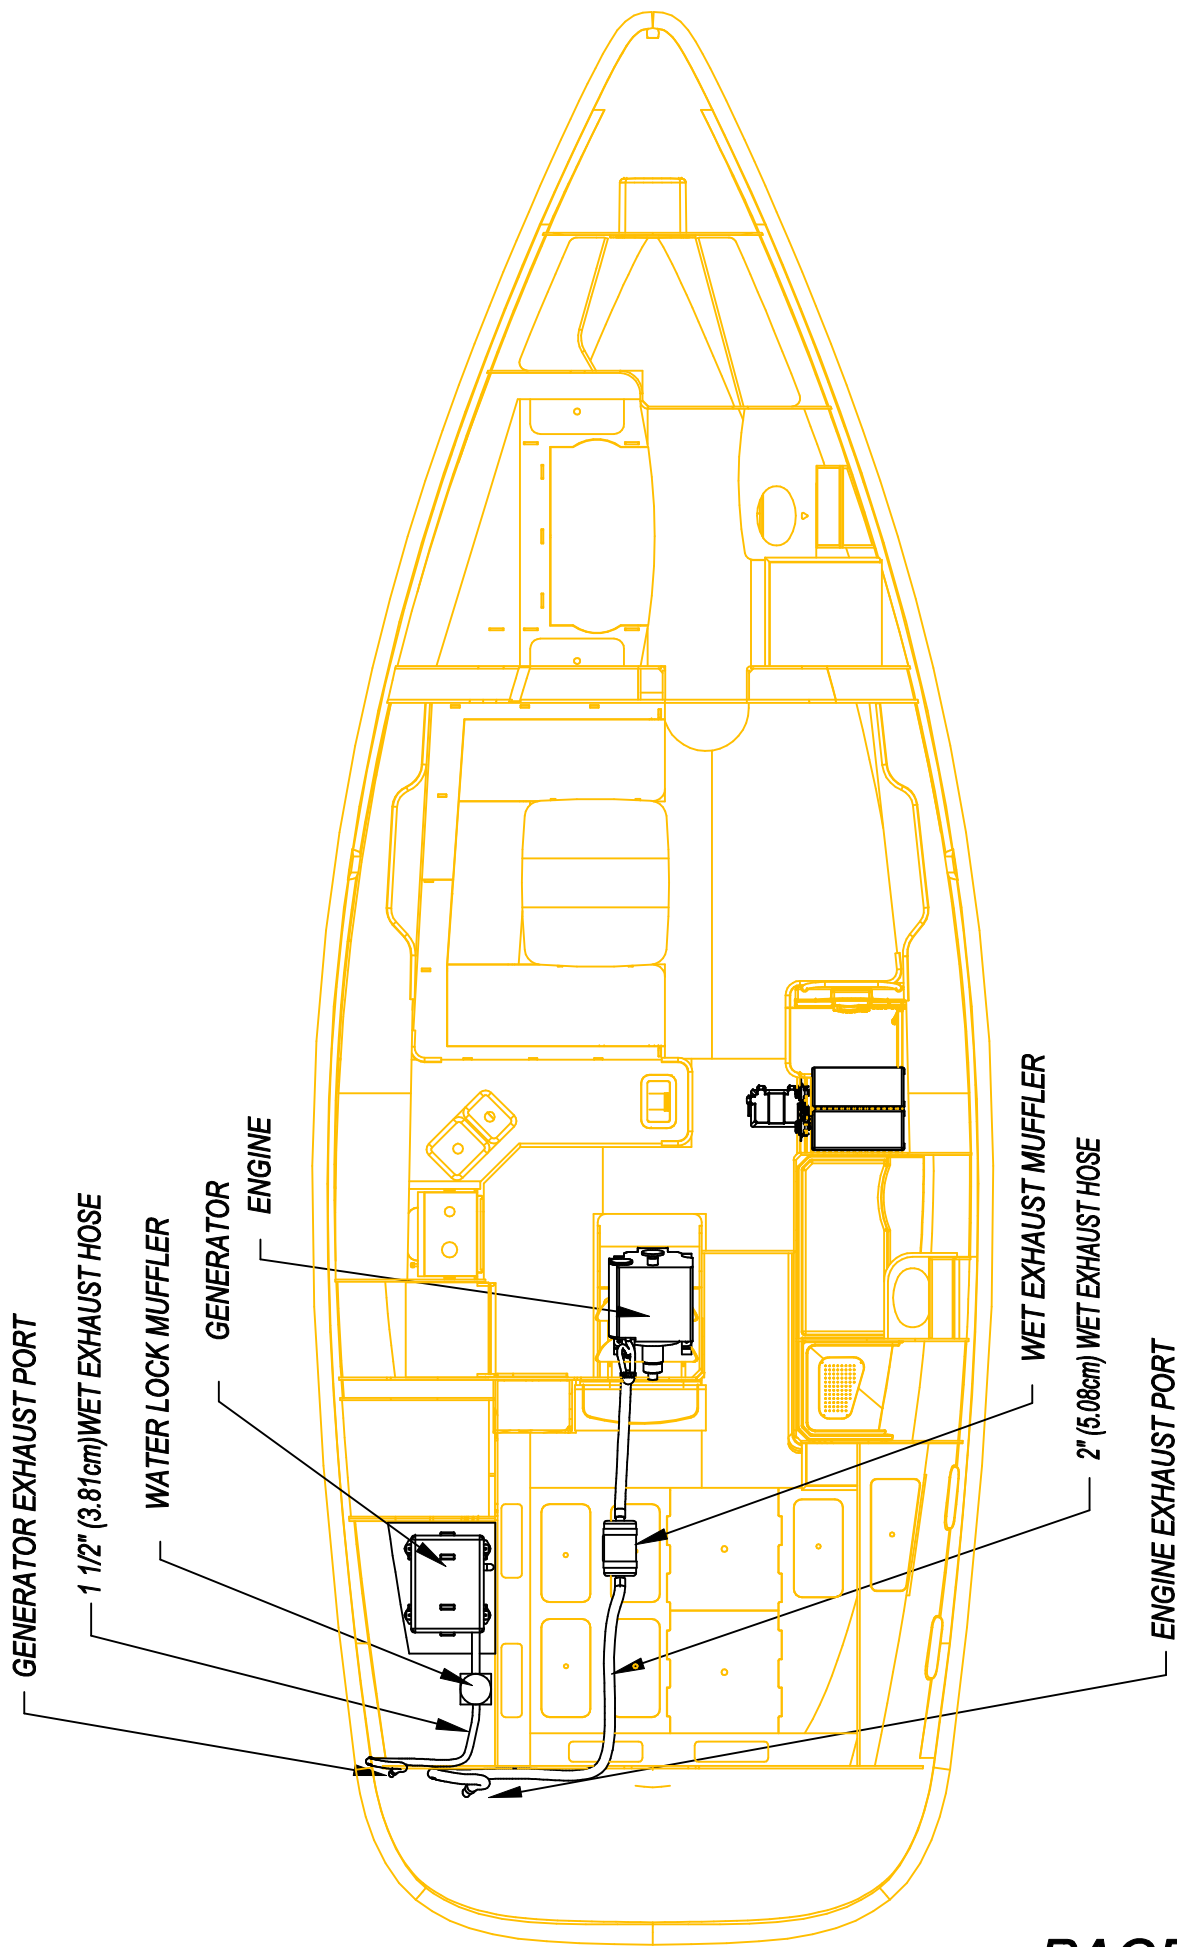 GENERATOR EXHAUST PORT
1 1/2" (3.81cm)WET EXHAUST HOSE
WATER LOCK MUFFLER
GENERATOR
ENGINE
WET EXHAUST MUFFLER
2" (5.08cm) WET EXHAUST HOSE
ENGINE EXHAUST PORT